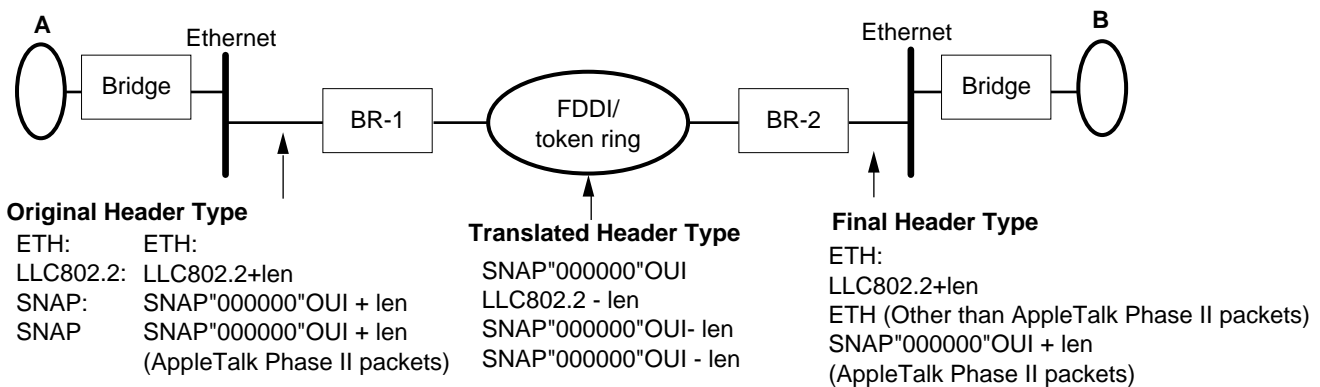 A
B
Ethernet
Ethernet
Bridge
BR-1
FDDI/
token ring
BR-2
Bridge
Original Header Type
ETH: ETH:
LLC802.2: LLC802.2+len
SNAP: SNAP"000000"OUI + len
SNAP SNAP"000000"OUI + len
(AppleTalk Phase II packets)
Translated Header Type
SNAP"000000"OUI
LLC802.2 - len
SNAP"000000"OUI- len
SNAP"000000"OUI - len
Final Header Type
ETH:
LLC802.2+len
ETH (Other than AppleTalk Phase II packets)
SNAP"000000"OUI + len
(AppleTalk Phase II packets)